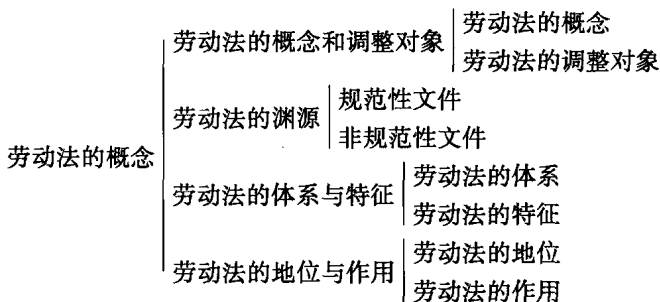 劳动法的概念
劳动法的概念和调整对象
劳动法的概念
劳动法的调整对象
劳动法的渊源
规范性文件
非规范性文件
劳动法的体系与特征
劳动法的体系
劳动法的特征
劳动法的地位与作用
劳动法的地位
劳动法的作用